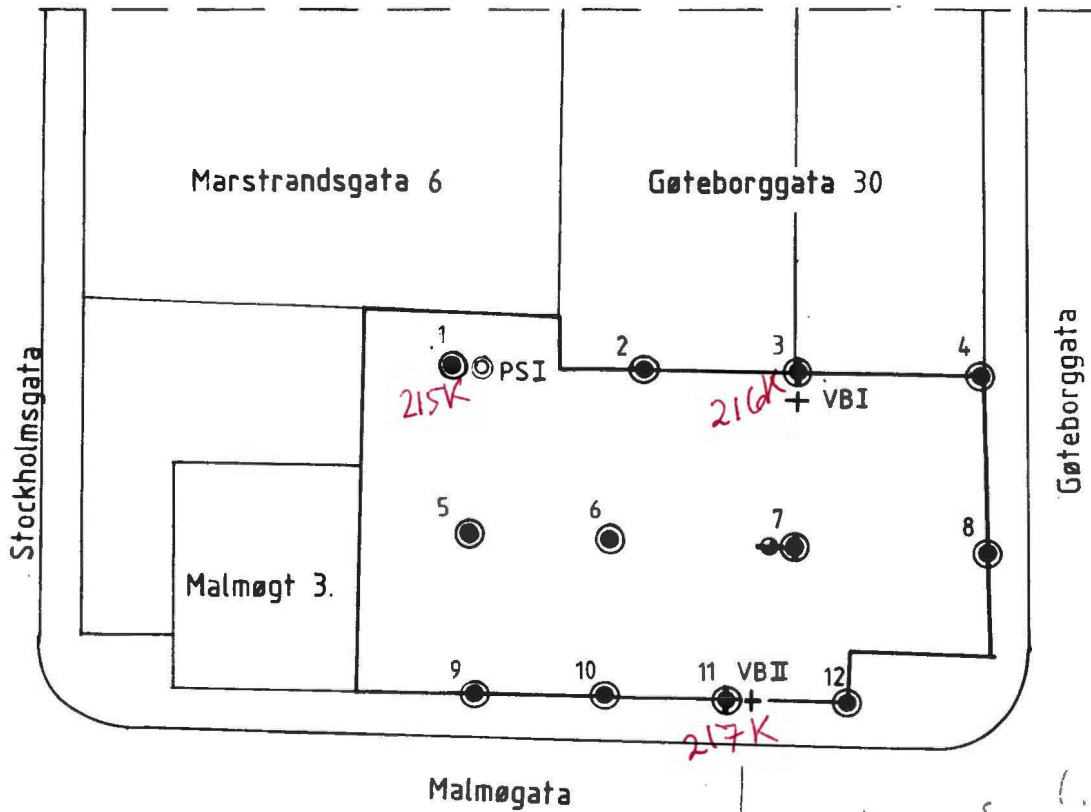 Marstrandsgata 6
Gøteborggata 30
Stockholmsgata
Gøteborggata
1
2
3
4
PSI
215K
216K
VBI
5
6
7
8
Malmøgt 3.
9
10
11
VBII
12
217K
Malmøgata